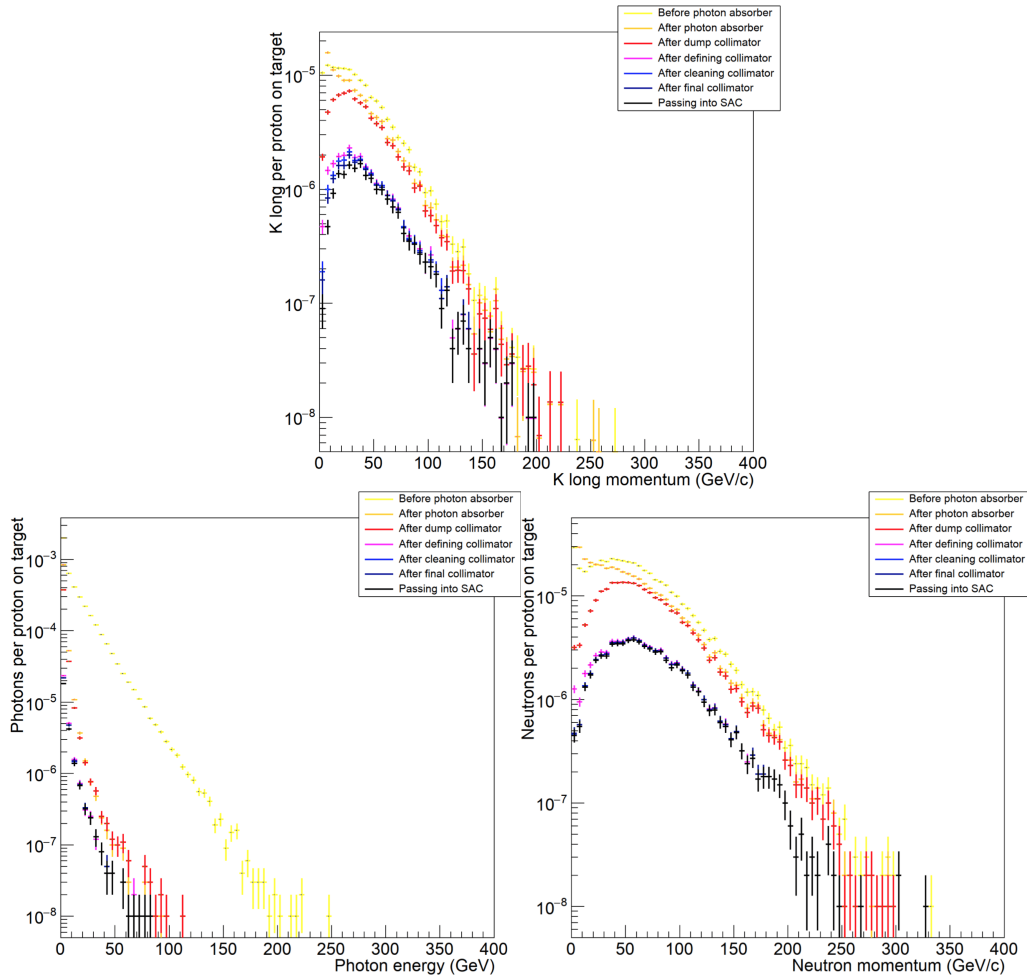 Before photon absorber
After photon absorber
After dump collimator
After defining collimator
After cleaning collimator
After final collimator
Passing into SAC
K long per proton on target
10⁻⁵
10⁻⁶
10⁻⁷
10⁻⁸
0 50 100 150 200 250 300 350 400
K long momentum (GeV/c)
Before photon absorber
After photon absorber
After dump collimator
After defining collimator
After cleaning collimator
After final collimator
Passing into SAC
Photons per proton on target
10⁻³
10⁻⁴
10⁻⁵
10⁻⁶
10⁻⁷
10⁻⁸
0 50 100 150 200 250 300 350 400
Photon energy (GeV)
Before photon absorber
After photon absorber
After dump collimator
After defining collimator
After cleaning collimator
After final collimator
Passing into SAC
Neutrons per proton on target
10⁻⁵
10⁻⁶
10⁻⁷
10⁻⁸
0 50 100 150 200 250 300 350 400
Neutron momentum (GeV/c)